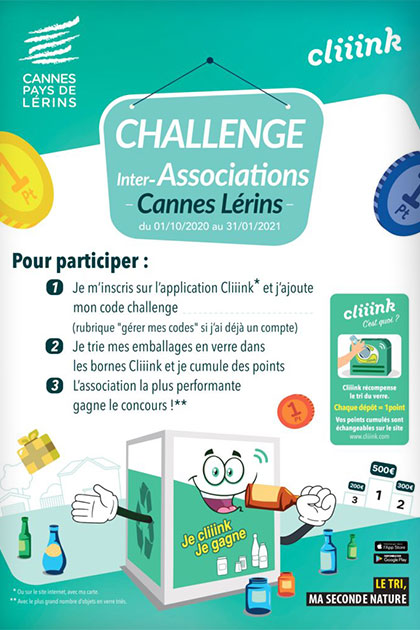 CANNES
PAYS DE
LÉRINS
cliiink
CHALLENGE
Inter-Associations
- Cannes Lérins -
du 01/10/2020 au 31/01/2021
1 Pt
1 Pt
Pour participer :
1 Je m'inscris sur l'application Cliiink* et j'ajoute
mon code challenge
(rubrique "gérer mes codes" si j'ai déjà un compte)
2 Je trie mes emballages en verre dans
les bornes Cliiink et je cumule des points
3 L'association la plus performante
gagne le concours !**
cliiink
C'est quoi ?
Cliiink récompense
le tri du verre.
Chaque dépôt = 1point
Vos points cumulés sont
échangeables sur le site
www.cliiink.com
1 Pt
500€
200€
300€
3 1 2
Je cliiink
Je gagne
App Store
Google Play
LE TRI,
MA SECONDE NATURE
* Ou sur le site internet, avec ma carte.
** Avec le plus grand nombre d'objets en verre triés.